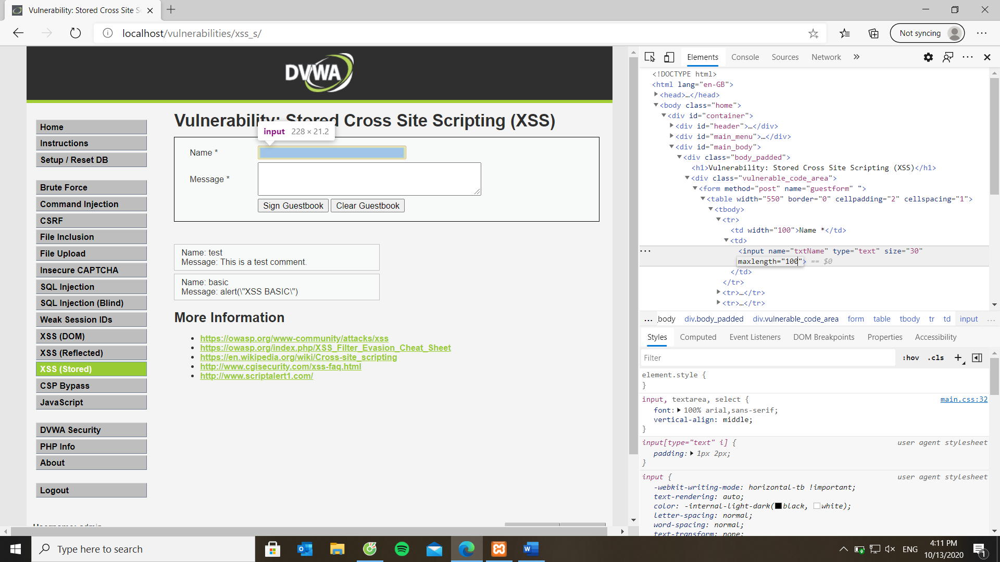 Vulnerability: Stored Cross Site S
localhost/vulnerabilities/xss_s/
Not syncing
DVWA
Home
Instructions
Setup / Reset DB
Brute Force
Command Injection
CSRF
File Inclusion
File Upload
Insecure CAPTCHA
SQL Injection
SQL Injection (Blind)
Weak Session IDs
XSS (DOM)
XSS (Reflected)
XSS (Stored)
CSP Bypass
JavaScript
DVWA Security
PHP Info
About
Logout
Vulnerability: Stored Cross Site Scripting (XSS)
input 228 × 21.2
Name *
Message *
Sign Guestbook Clear Guestbook
Name: test
Message: This is a test comment.
Name: basic
Message: alert(\"XSS BASIC\")
More Information
• https://owasp.org/www-community/attacks/xss
• https://owasp.org/index.php/XSS_Filter_Evasion_Cheat_Sheet
• https://en.wikipedia.org/wiki/Cross-site_scripting
• http://www.cgisecurity.com/xss-faq.html
• http://www.scriptalert1.com/
Elements Console Sources Network
<!DOCTYPE html>
<html lang="en-GB">
<head>…</head>
<body class="home">
<div id="container">
<div id="header">…</div>
<div id="main_menu">…</div>
<div id="main_body">
<div class="body_padded">
<h1>Vulnerability: Stored Cross Site Scripting (XSS)</h1>
<div class="vulnerable_code_area">
<form method="post" name="guestform" ">
<table width="550" border="0" cellpadding="2" cellspacing="1">
<tbody>
<tr>
<td width="100">Name *</td>
<td>
<input name="txtName" type="text" size="30"
maxlength="100"> == $0
</td>
</tr>
<tr>…</tr>
<tr>…</tr>
... body div.body_padded div.vulnerable_code_area form table tbody tr td input ...
Styles Computed Event Listeners DOM Breakpoints Properties Accessibility
Filter :hov .cls +
element.style {
}
input, textarea, select { main.css:32
font: 100% arial,sans-serif;
vertical-align: middle;
}
input[type="text" i] { user agent stylesheet
padding: 1px 2px;
}
input { user agent stylesheet
-webkit-writing-mode: horizontal-tb !important;
text-rendering: auto;
color: -internal-light-dark(black, white);
letter-spacing: normal;
word-spacing: normal;
text-transform: none;
Type here to search
ENG
4:11 PM
10/13/2020
1